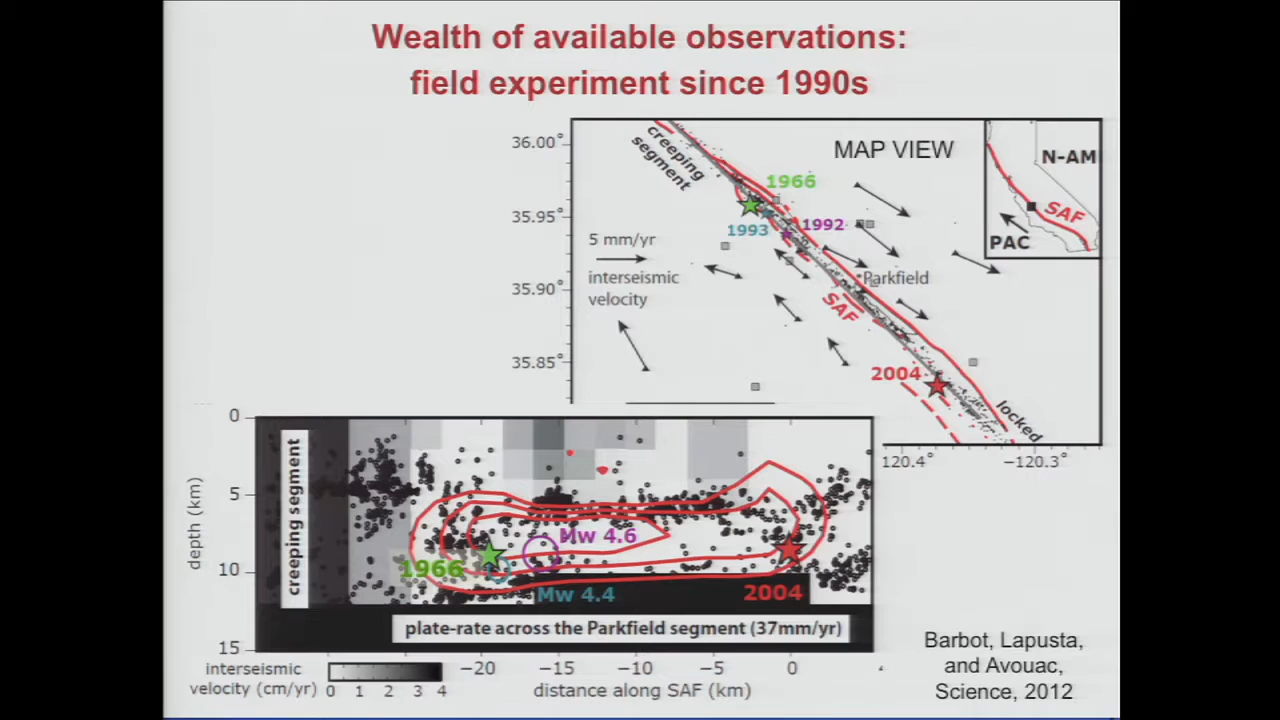 Wealth of available observations:
field experiment since 1990s
36.00°
35.95°
35.90°
35.85°
creeping
segment
MAP VIEW
1966
1993
1992
5 mm/yr
interseismic
velocity
Parkfield
SAF
2004
locked
N-AM
SAF
PAC
120.4°
−120.3°
0
5
10
15
depth (km)
creeping segment
1966
Mw 4.6
Mw 4.4
2004
plate-rate across the Parkfield segment (37mm/yr)
interseismic
velocity (cm/yr)
0 1 2 3 4
−20 −15 −10 −5 0
distance along SAF (km)
Barbot, Lapusta,
and Avouac,
Science, 2012